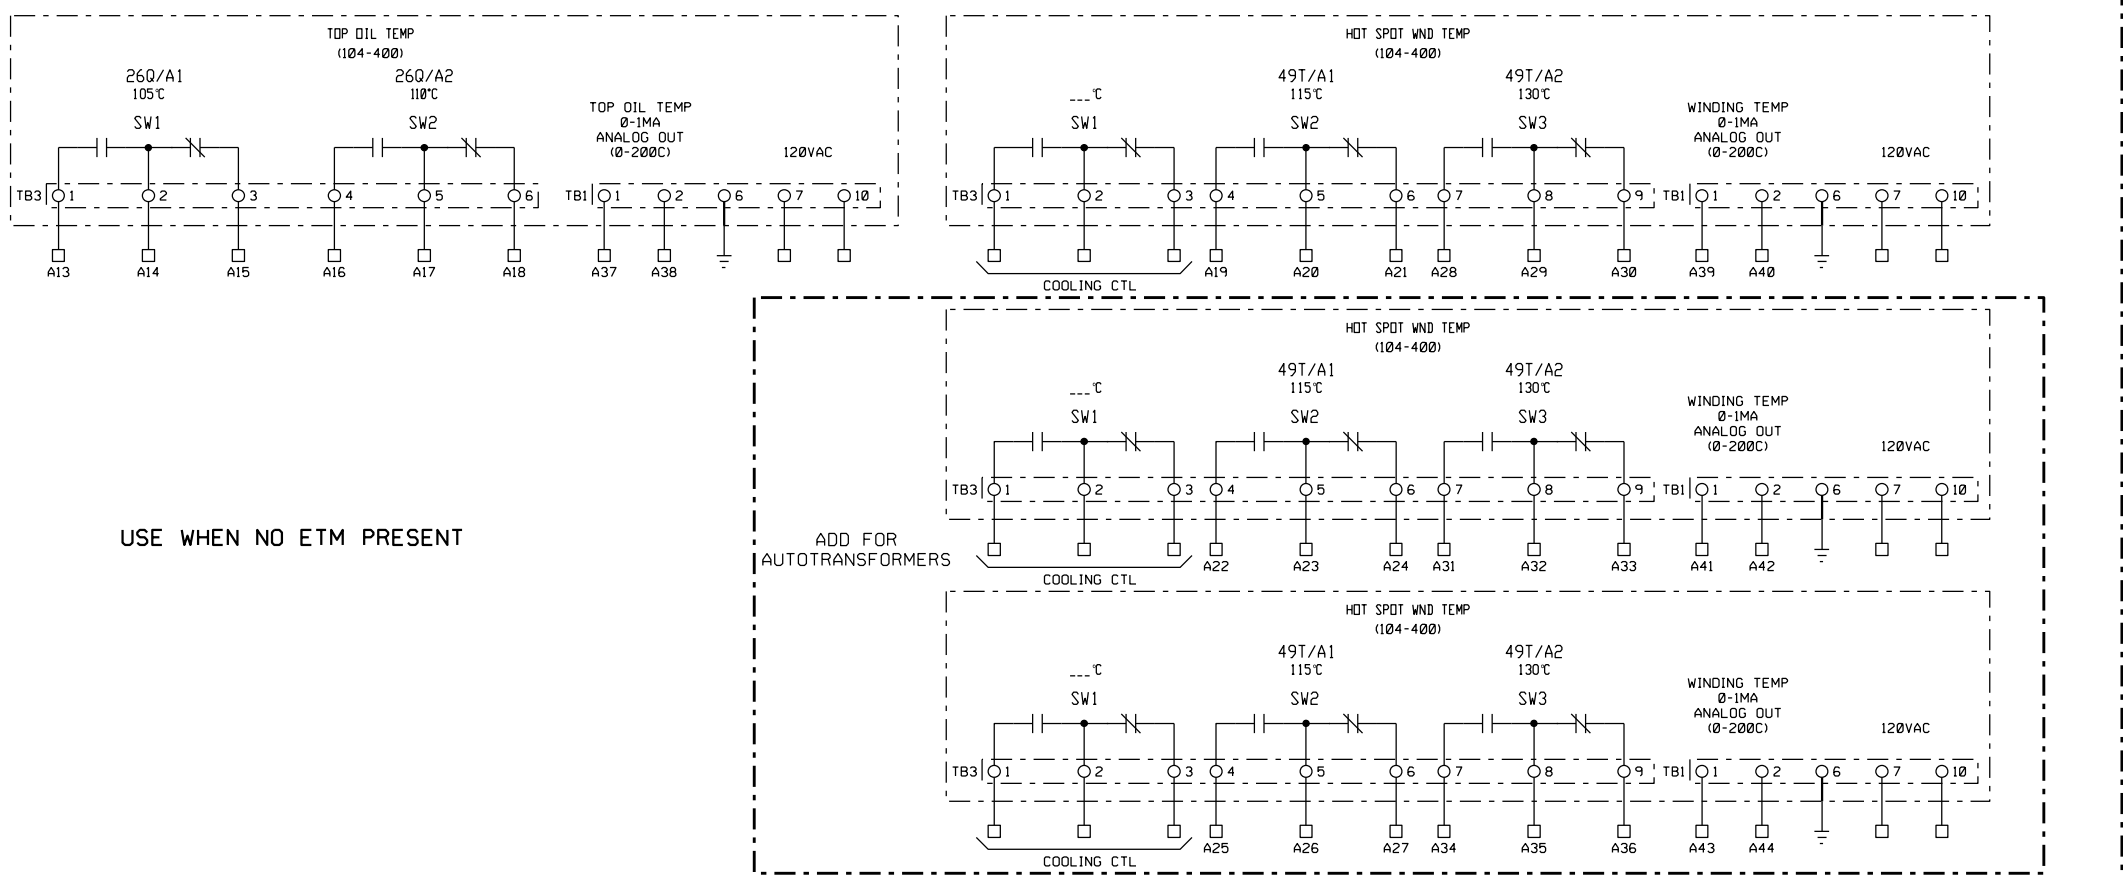 TOP OIL TEMP
(104-400)
26Q/A1
105°C
SW1
26Q/A2
110°C
SW2
TOP OIL TEMP
0-1MA
ANALOG OUT
(0-200C)
120VAC
TB3 1 2 3 4 5 6 TB1 1 2 6 7 10
A13 A14 A15 A16 A17 A18 A37 A38
HOT SPOT WND TEMP
(104-400)
___°C
SW1
49T/A1
115°C
SW2
49T/A2
130°C
SW3
WINDING TEMP
0-1MA
ANALOG OUT
(0-200C)
120VAC
TB3 1 2 3 4 5 6 7 8 9 TB1 1 2 6 7 10
A19 A20 A21 A28 A29 A30 A39 A40
COOLING CTL
HOT SPOT WND TEMP
(104-400)
___°C
SW1
49T/A1
115°C
SW2
49T/A2
130°C
SW3
WINDING TEMP
0-1MA
ANALOG OUT
(0-200C)
120VAC
TB3 1 2 3 4 5 6 7 8 9 TB1 1 2 6 7 10
A22 A23 A24 A31 A32 A33 A41 A42
COOLING CTL
USE WHEN NO ETM PRESENT
ADD FOR
AUTOTRANSFORMERS
HOT SPOT WND TEMP
(104-400)
___°C
SW1
49T/A1
115°C
SW2
49T/A2
130°C
SW3
WINDING TEMP
0-1MA
ANALOG OUT
(0-200C)
120VAC
TB3 1 2 3 4 5 6 7 8 9 TB1 1 2 6 7 10
A25 A26 A27 A34 A35 A36 A43 A44
COOLING CTL